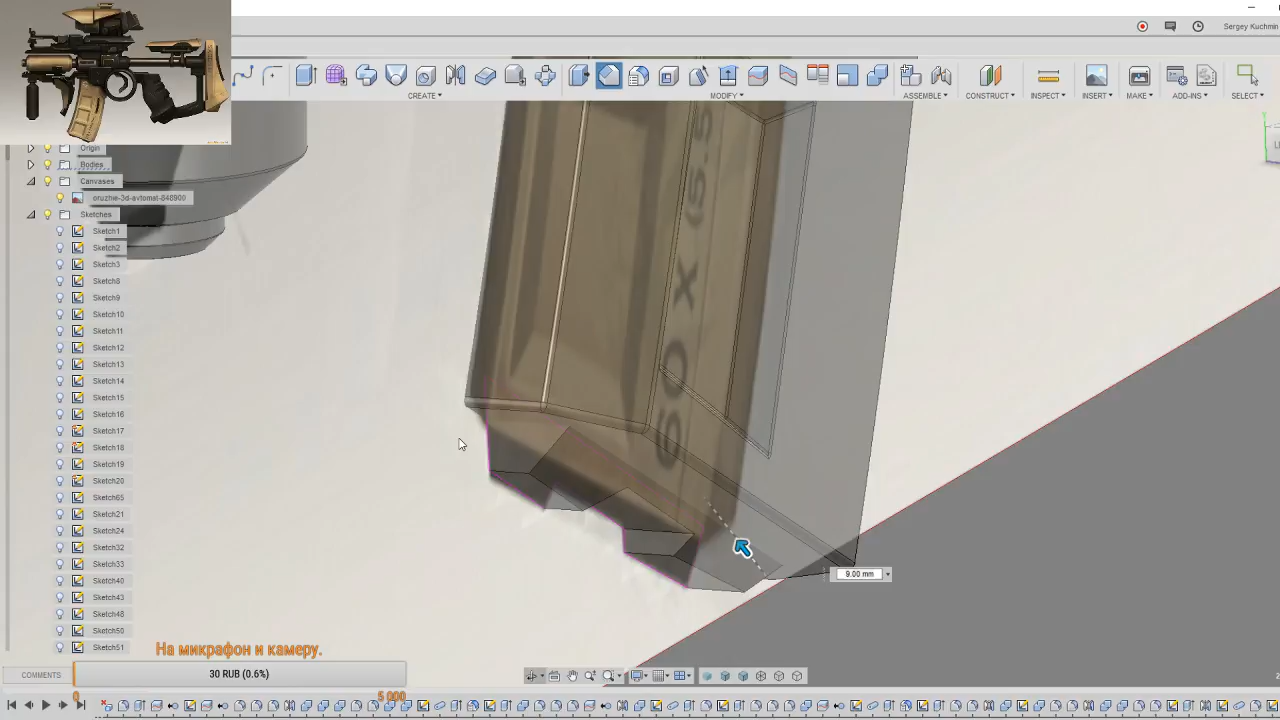 Sergey Kuchmin
CREATE
MODIFY
ASSEMBLE
CONSTRUCT
INSPECT
INSERT
MAKE
ADD-INS
SELECT
Origin
Bodies
Canvases
oruzhie-3d-avtomat-848900
Sketches
Sketch1
Sketch2
Sketch3
Sketch8
Sketch9
Sketch10
Sketch11
Sketch12
Sketch13
Sketch14
Sketch15
Sketch16
Sketch17
Sketch18
Sketch19
Sketch20
Sketch65
Sketch21
Sketch24
Sketch32
Sketch33
Sketch40
Sketch43
Sketch48
Sketch50
Sketch51
9.00 mm
На микрафон и камеру.
COMMENTS
30 RUB (0.6%)
0
5 000